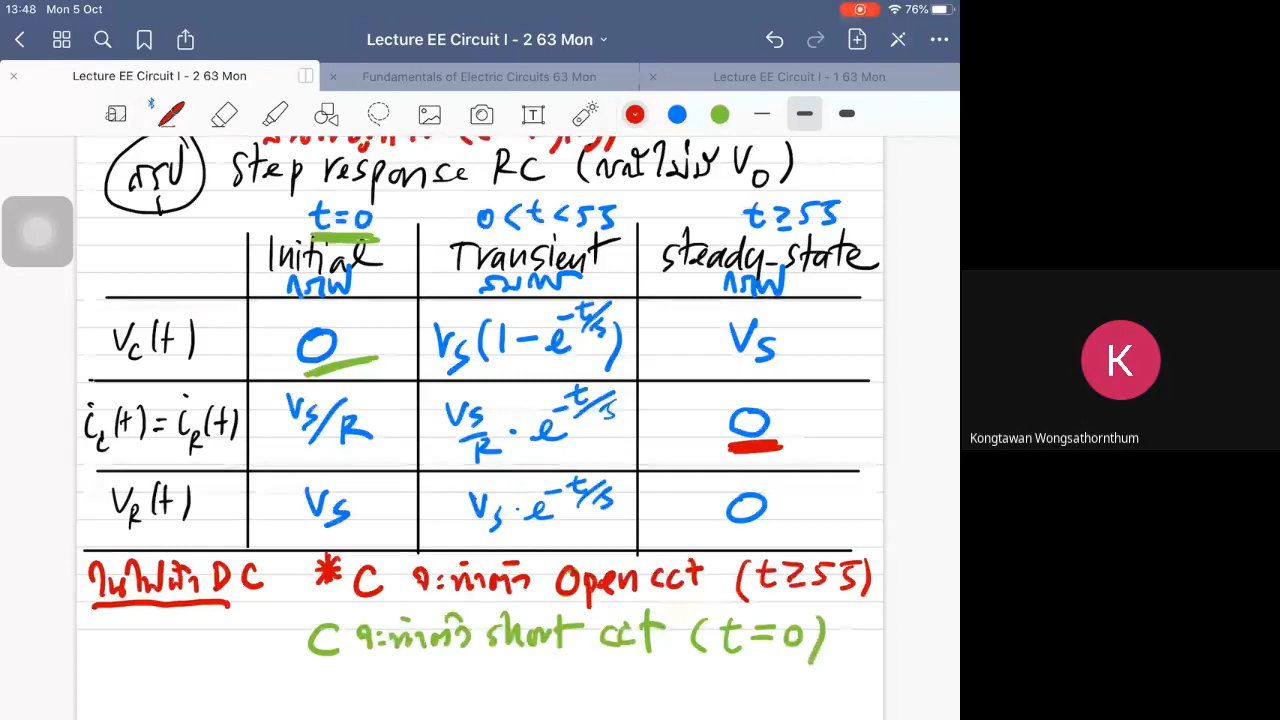 13:48 Mon 5 Oct
76%
Lecture EE Circuit I - 2 63 Mon
Lecture EE Circuit I - 2 63 Mon
Fundamentals of Electric Circuits 63 Mon
Lecture EE Circuit I - 1 63 Mon
T
สรุป step response RC (กรณีไม่มี V₀)
t=0 0<t<5τ t≥5τ
Initial Transient steady-state
Vc(t) 0 Vs(1-e^-t/τ) Vs
ic(t)=iR(t) Vs/R Vs/R · e^-t/τ 0
VR(t) Vs Vs·e^-t/τ 0
ในไฟฟ้า DC * C จะทำตัว Open cct (t≥5τ)
C จะทำตัว short cct (t=0)
K
Kongtawan Wongsathornthum